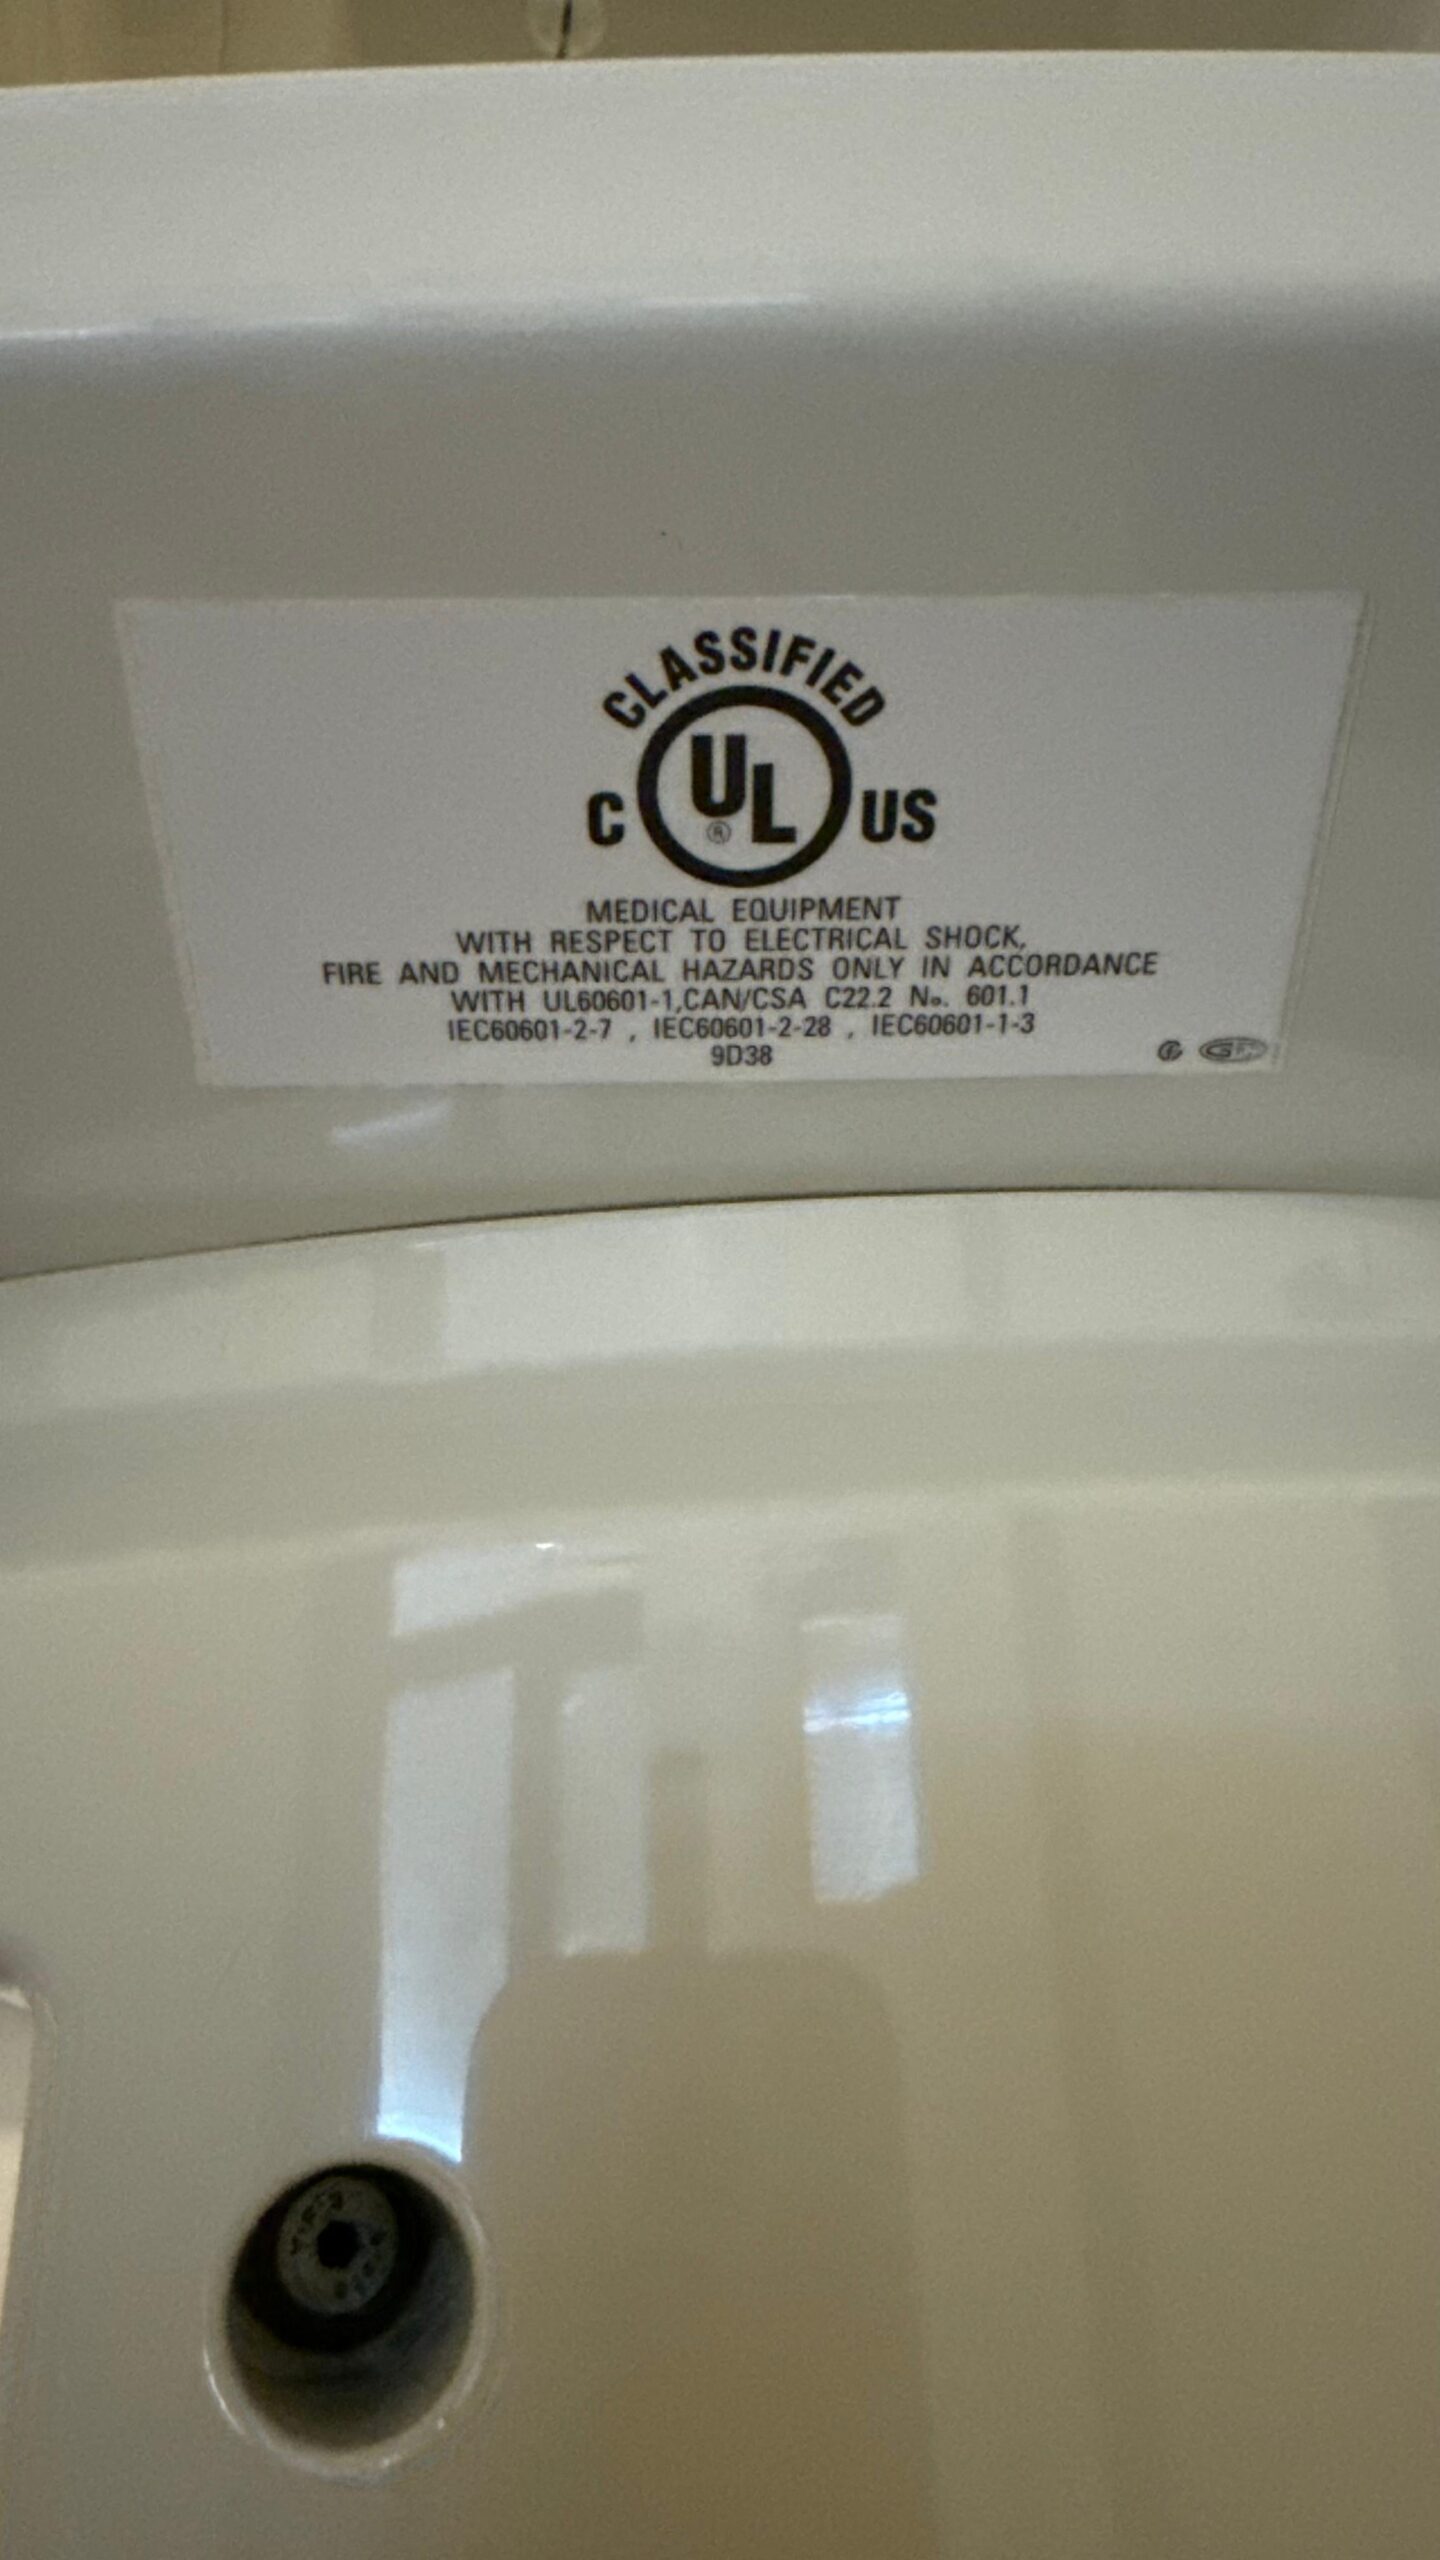 CLASSIFIED
C UL® US
MEDICAL EQUIPMENT
WITH RESPECT TO ELECTRICAL SHOCK,
FIRE AND MECHANICAL HAZARDS ONLY IN ACCORDANCE
WITH UL60601-1,CAN/CSA C22.2 No. 601.1
IEC60601-2-7 , IEC60601-2-28 , IEC60601-1-3
9D38